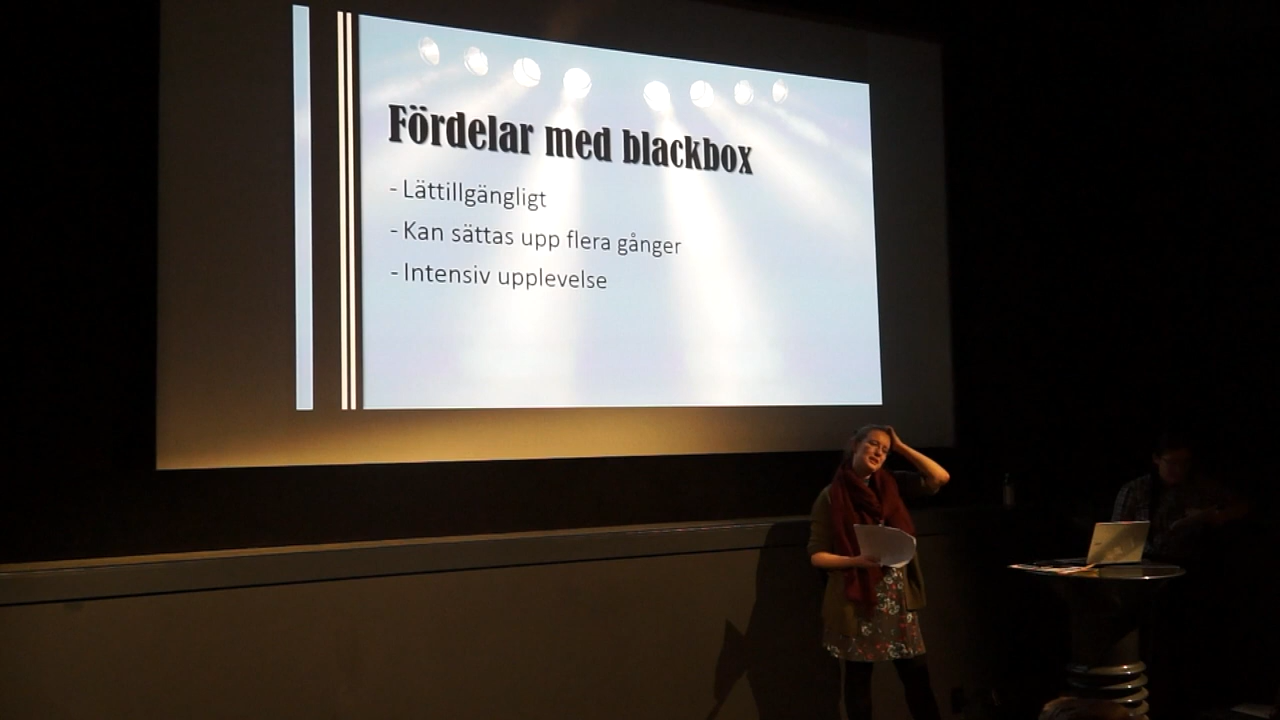 Fördelar med blackbox
- Lättillgängligt
- Kan sättas upp flera gånger
- Intensiv upplevelse